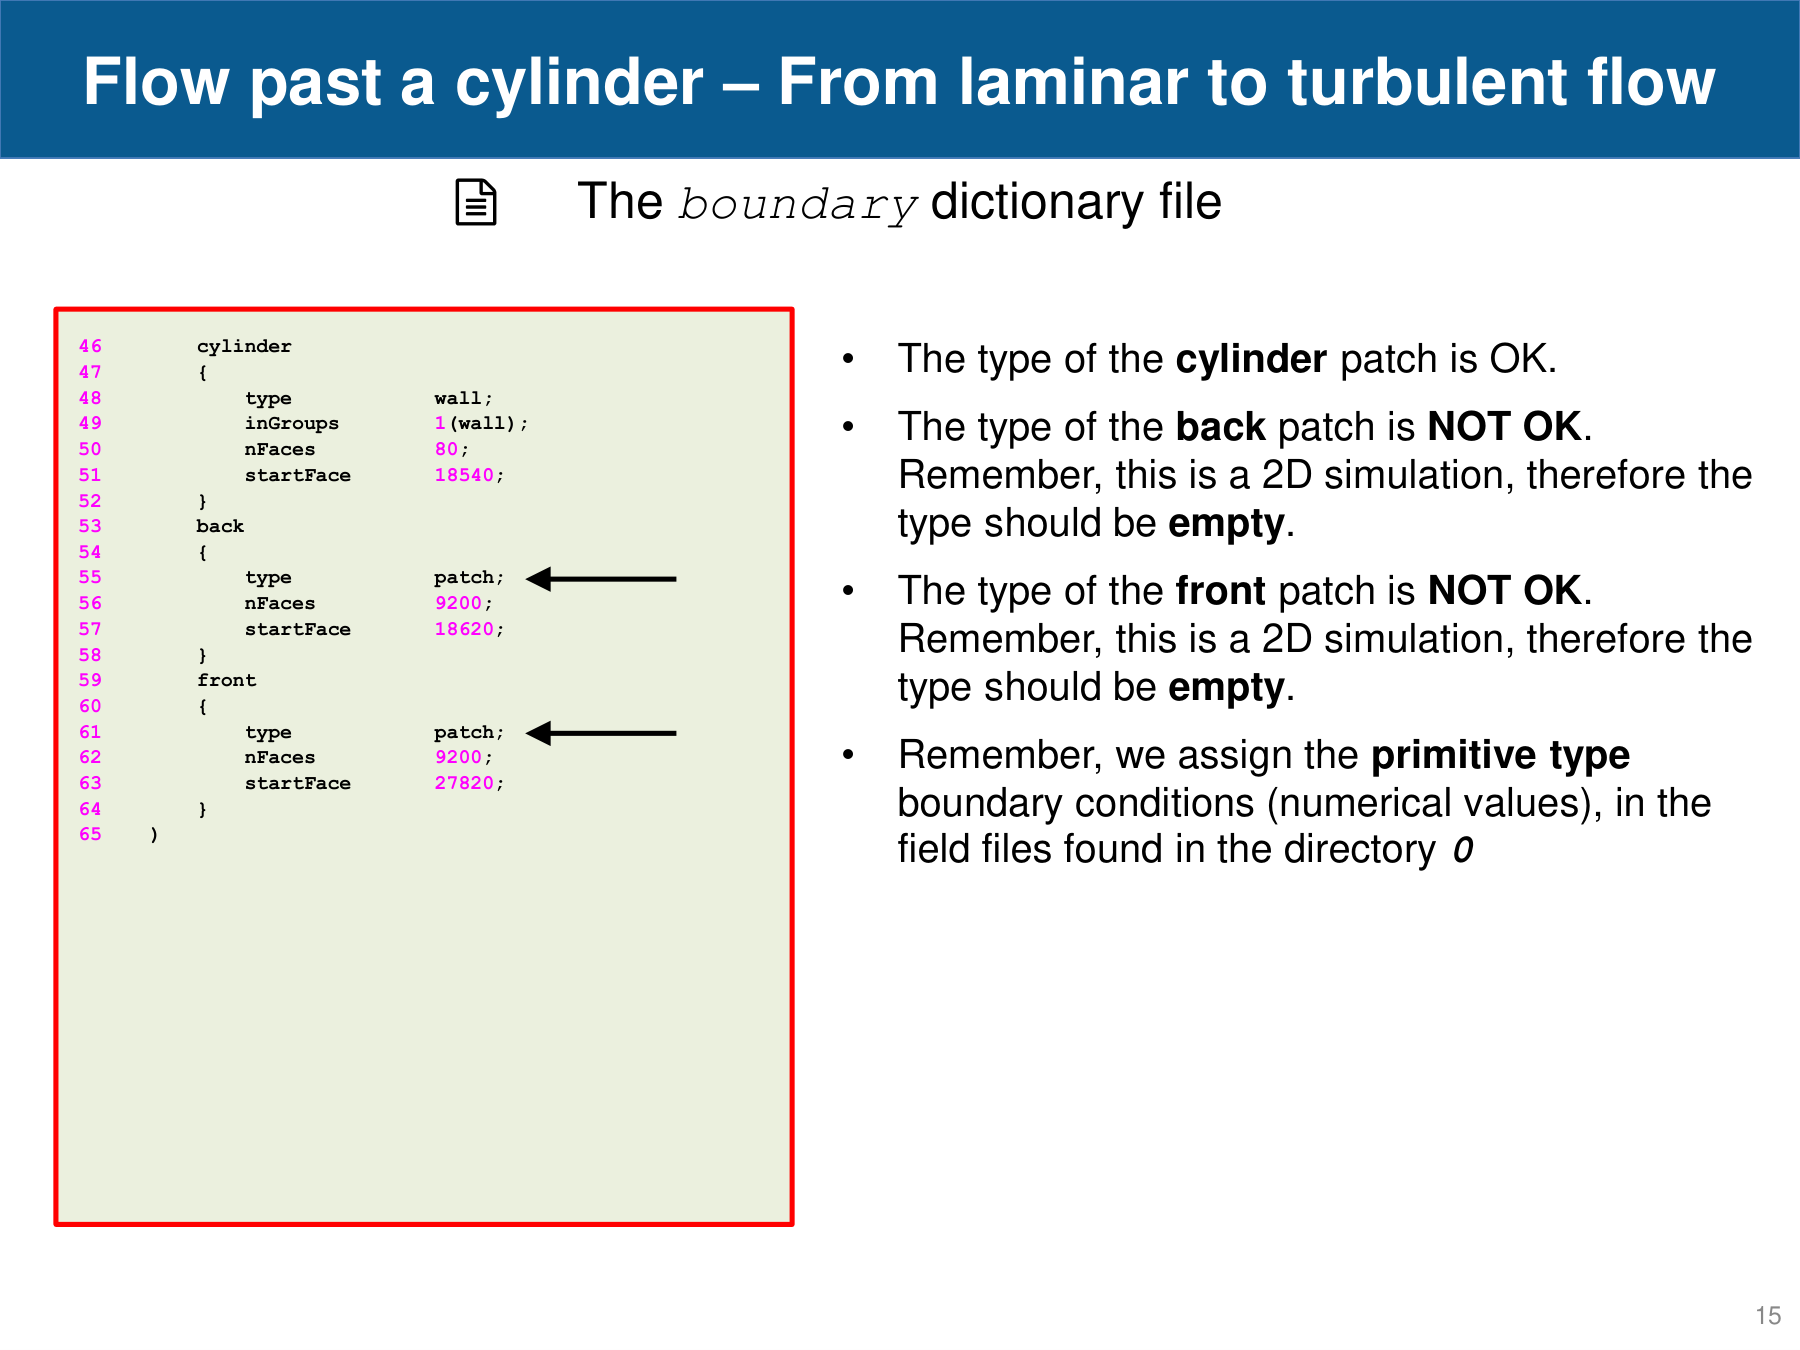 Flow past a cylinder – From laminar to turbulent flow
The boundary dictionary file
46        cylinder
47        {
48            type            wall;
49            inGroups        1(wall);
50            nFaces          80;
51            startFace       18540;
52        }
53        back
54        {
55            type            patch;
56            nFaces          9200;
57            startFace       18620;
58        }
59        front
60        {
61            type            patch;
62            nFaces          9200;
63            startFace       27820;
64        }
65    )
• The type of the cylinder patch is OK.
• The type of the back patch is NOT OK.
Remember, this is a 2D simulation, therefore the
type should be empty.
• The type of the front patch is NOT OK.
Remember, this is a 2D simulation, therefore the
type should be empty.
• Remember, we assign the primitive type
boundary conditions (numerical values), in the
field files found in the directory 0
15